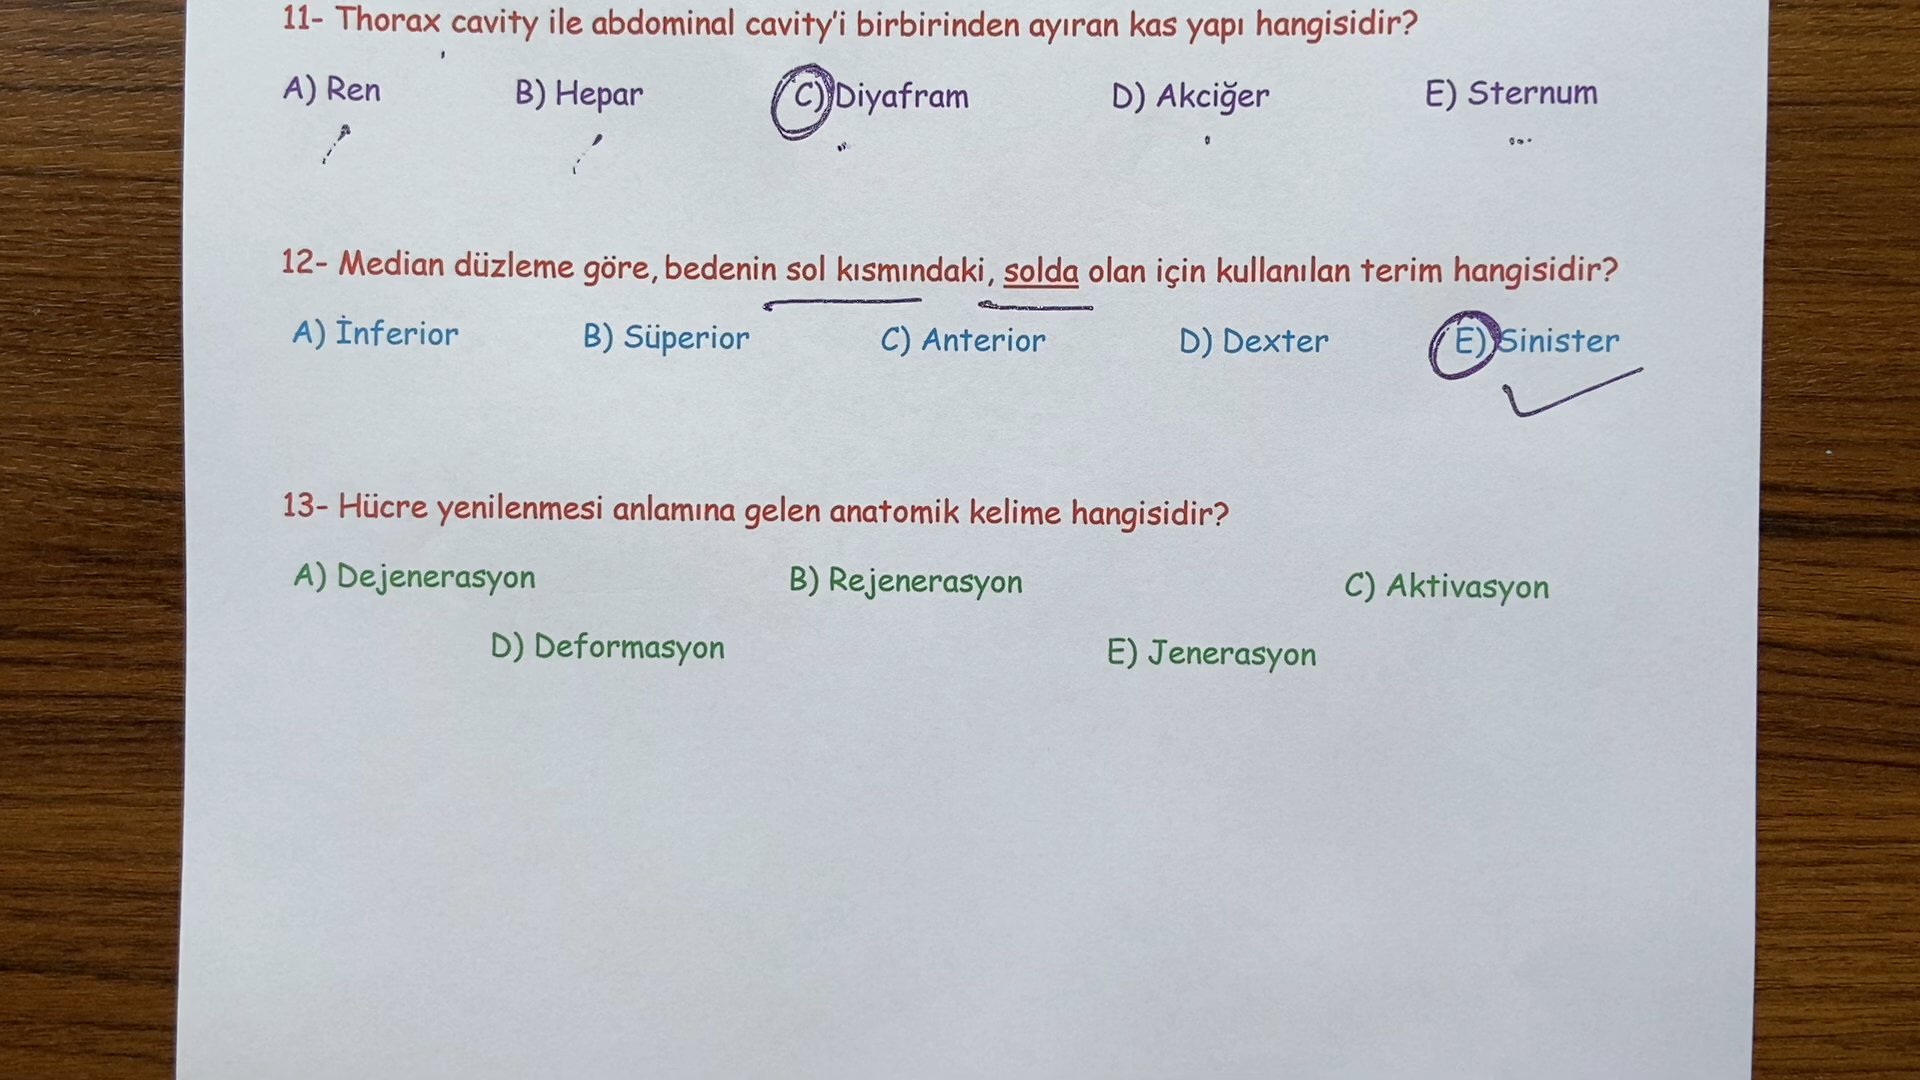 11- Thorax cavity ile abdominal cavity'i birbirinden ayıran kas yapı hangisidir?
A) Ren B) Hepar C) Diyafram D) Akciğer E) Sternum
12- Median düzleme göre, bedenin sol kısmındaki, solda olan için kullanılan terim hangisidir?
A) İnferior B) Süperior C) Anterior D) Dexter E) Sinister
13- Hücre yenilenmesi anlamına gelen anatomik kelime hangisidir?
A) Dejenerasyon B) Rejenerasyon C) Aktivasyon
D) Deformasyon E) Jenerasyon